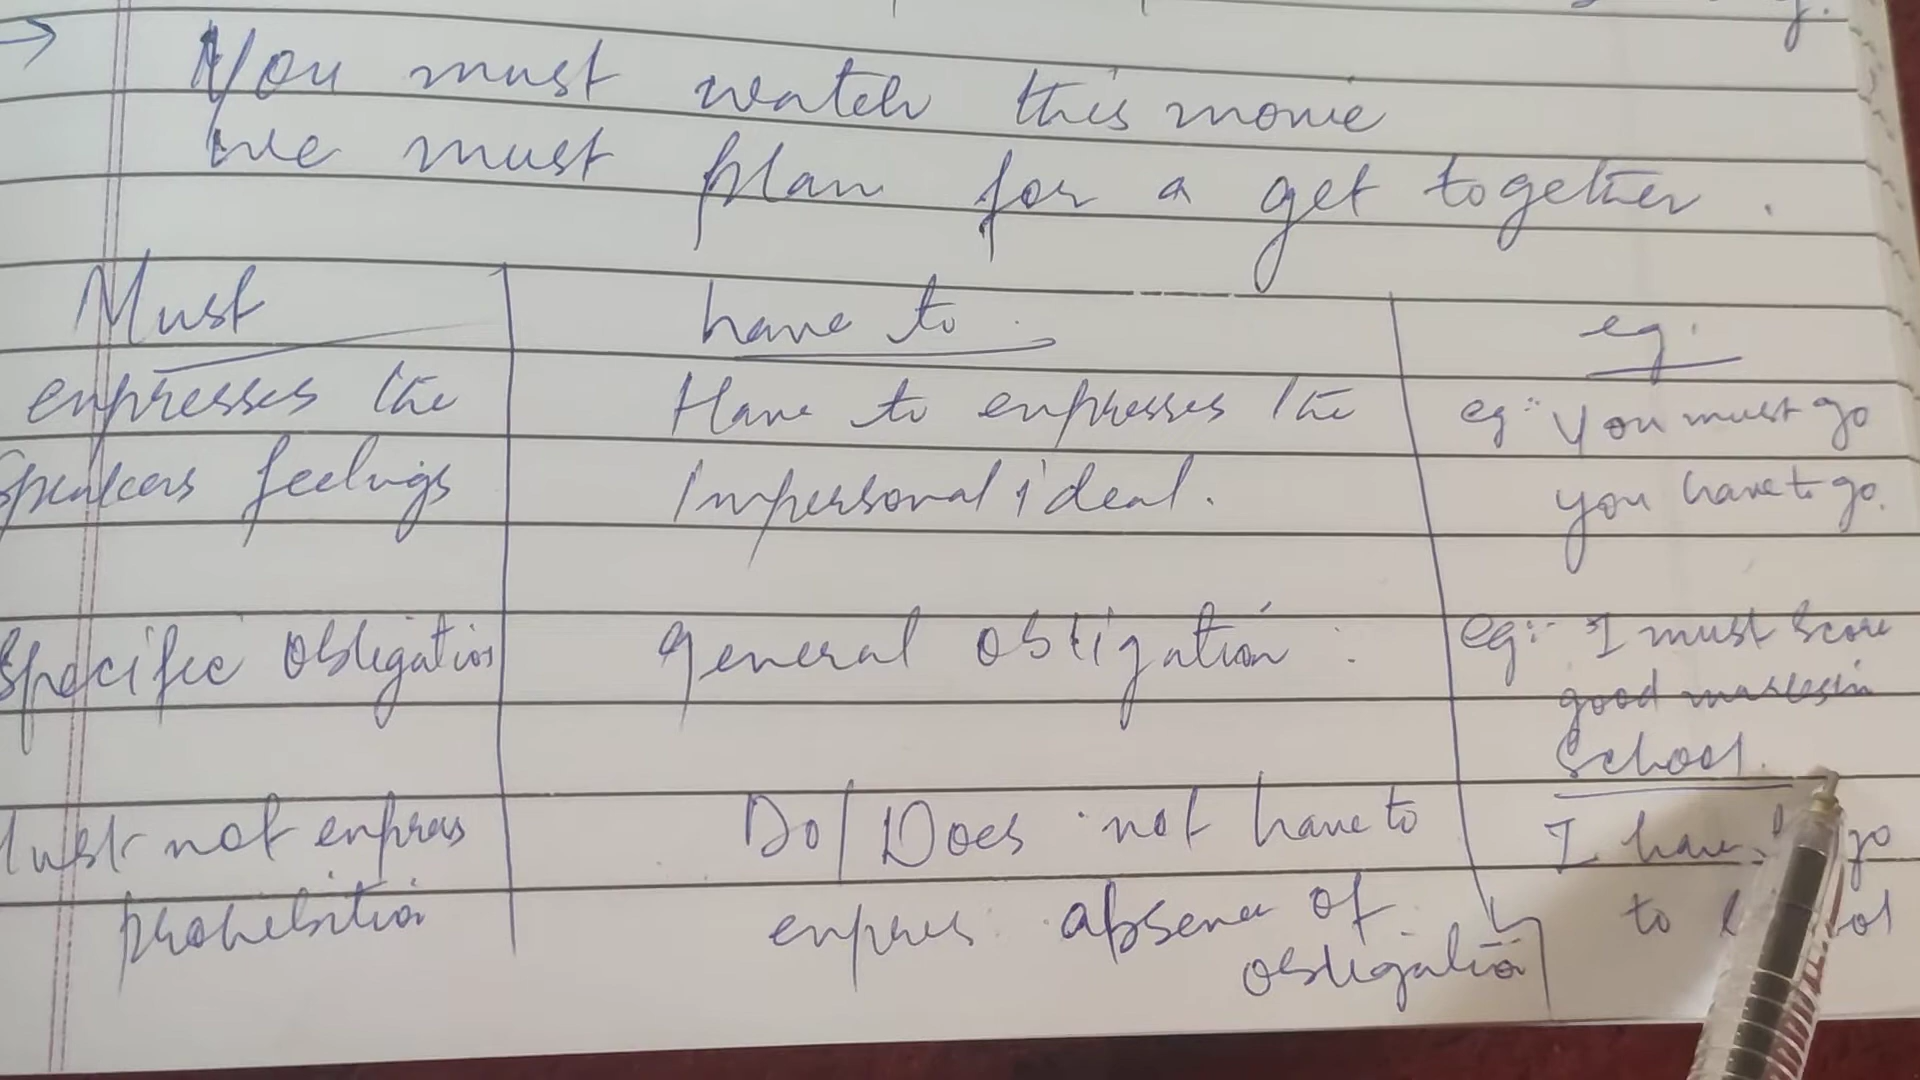 → You must watch this movie
We must plan for a get together.
Must have to eg.
expresses the Have to expresses the eg:- You must go
Speakers feelings Impersonal ideal. you have to go.
Specific obligation general obligation : eg:- I must score
good marks in
School.
Must not express Do/Does not have to I have go
prohibition express absence of to
obligation